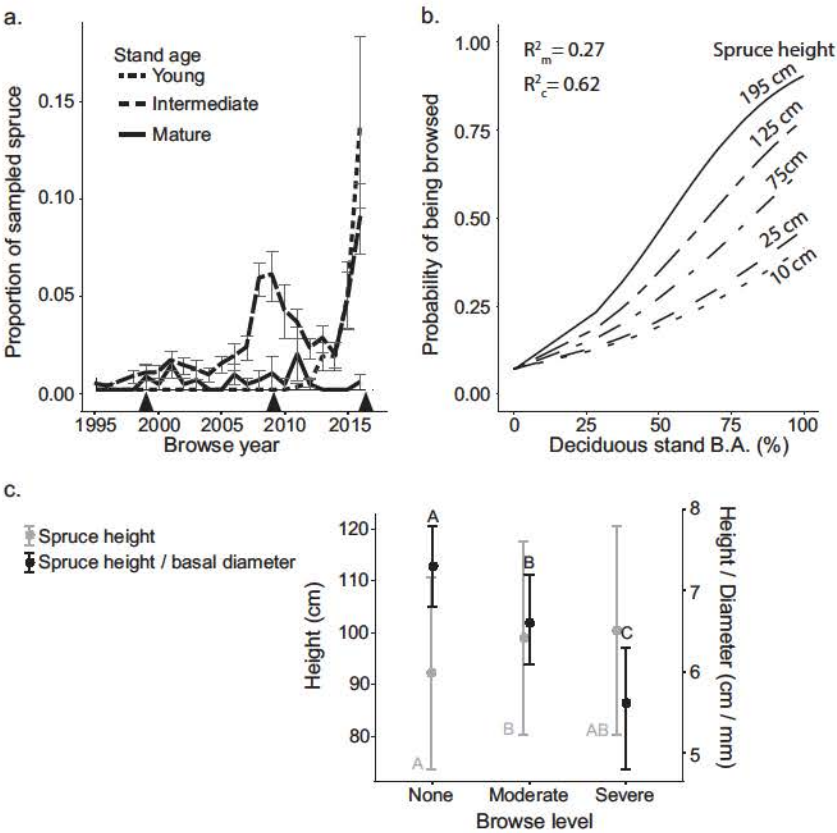 a.
Stand age
Young
Intermediate
Mature
Proportion of sampled spruce
0.15
0.10
0.05
0.00
1995 2000 2005 2010 2015
Browse year
b.
R²m = 0.27
R²c = 0.62
Spruce height
195 cm
125 cm
75cm
25 cm
10 cm
Probability of being browsed
1.00
0.75
0.50
0.25
0.00
0 25 50 75 100
Deciduous stand B.A. (%)
c.
Spruce height
Spruce height / basal diameter
Height (cm)
120
110
100
90
80
A
B
C
A
B
AB
8
7
6
5
Height / Diameter (cm / mm)
None Moderate Severe
Browse level